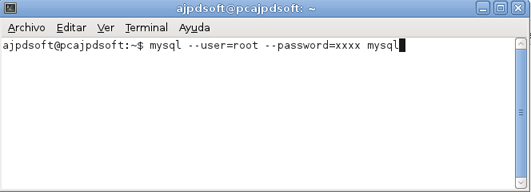 ajpdsoft@pcajpdsoft: ~
Archivo Editar Ver Terminal Ayuda
ajpdsoft@pcajpdsoft:~$ mysql --user=root --password=xxxx mysql